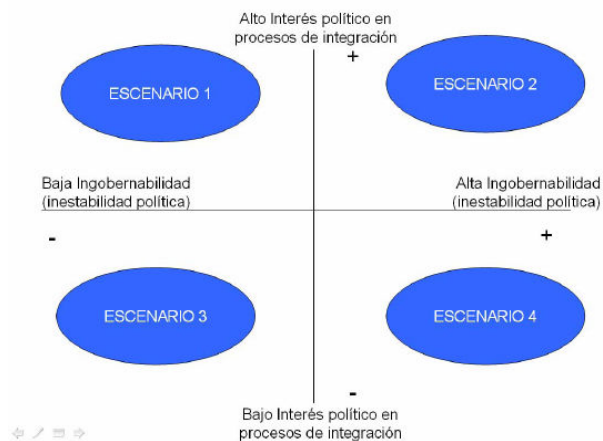 Alto Interés político en
procesos de integración
+
ESCENARIO 1
ESCENARIO 2
Baja Ingobernabilidad
(inestabilidad política)
Alta Ingobernabilidad
(inestabilidad política)
-
+
ESCENARIO 3
ESCENARIO 4
-
Bajo Interés político en
procesos de integración